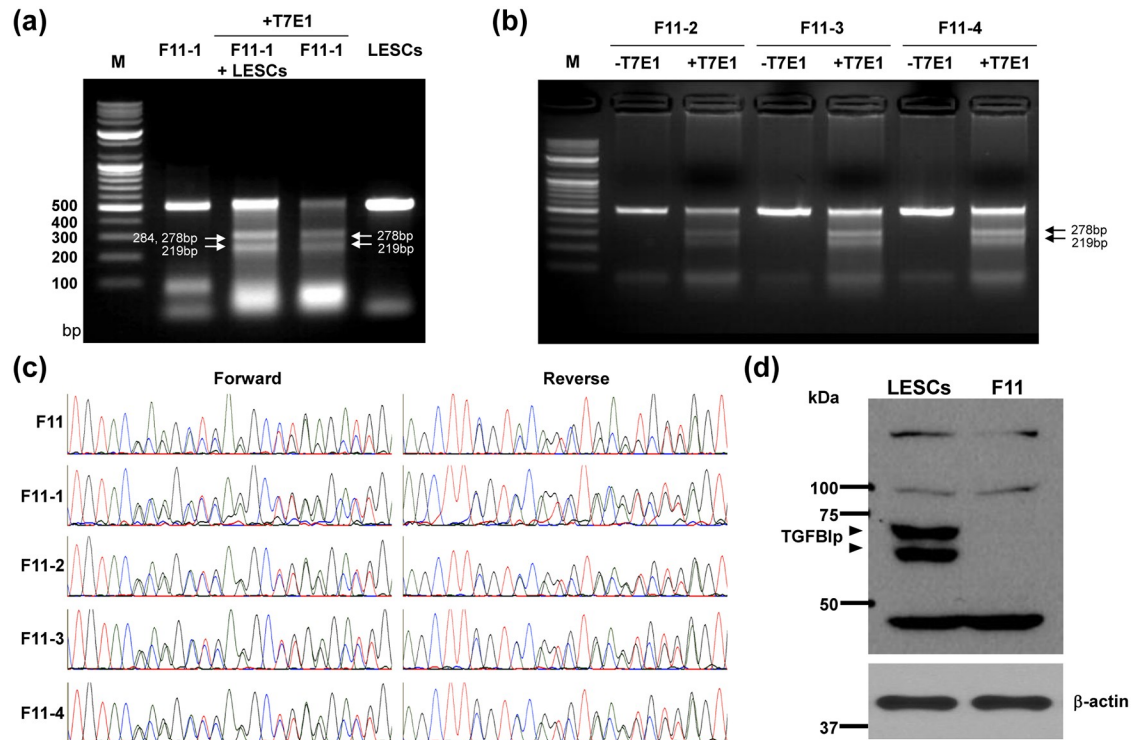 (a)
+T7E1
M
F11-1
F11-1
+ LESCs
F11-1
LESCs
500
400
300
200
100
bp
284, 278bp
219bp
278bp
219bp
(b)
F11-2
F11-3
F11-4
M
-T7E1
+T7E1
-T7E1
+T7E1
-T7E1
+T7E1
278bp
219bp
(c)
Forward
Reverse
F11
F11-1
F11-2
F11-3
F11-4
(d)
kDa
LESCs
F11
100
75
TGFBIp
50
37
β-actin